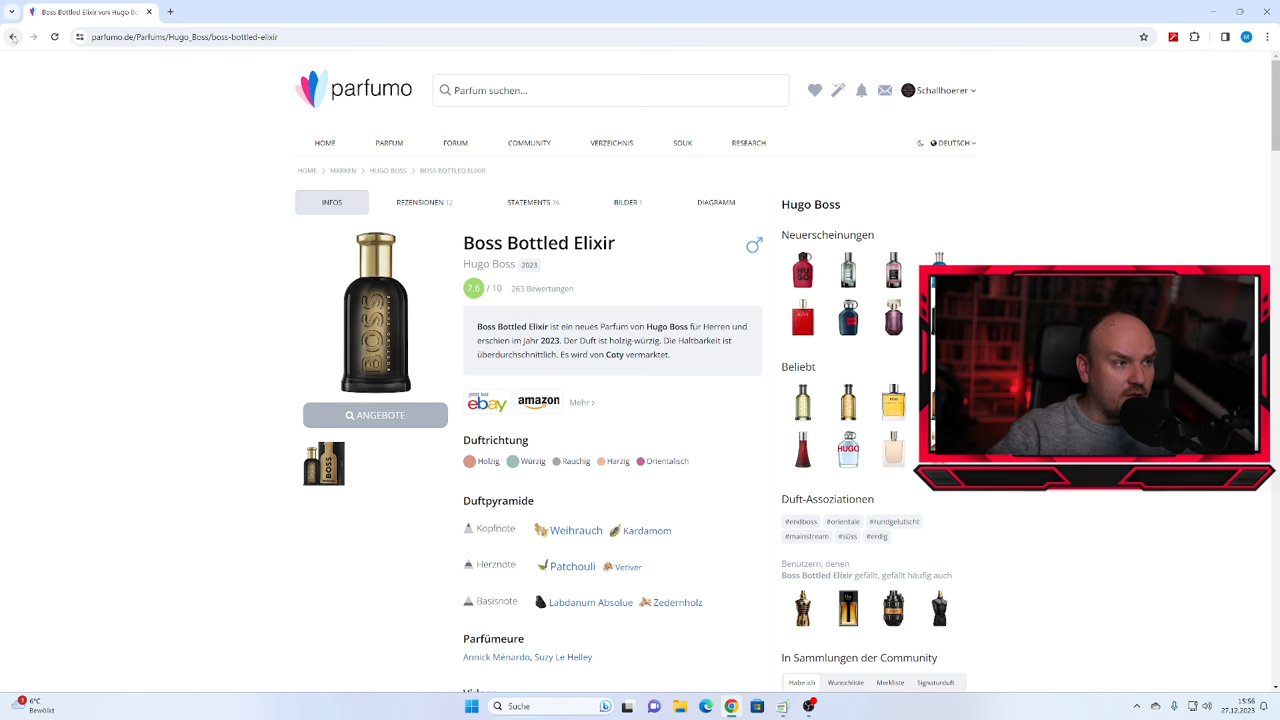 Boss Bottled Elixir von Hugo B
parfumo.de/Parfums/Hugo_Boss/boss-bottled-elixir
M
parfumo
Parfum suchen...
Schallhoerer
HOME PARFUM FORUM COMMUNITY VERZEICHNIS SOUK RESEARCH
DEUTSCH
HOME > MARKEN > HUGO BOSS > BOSS BOTTLED ELIXIR
INFOS REZENSIONEN 12 STATEMENTS 76 BILDER 1 DIAGRAMM
Boss Bottled Elixir
Hugo Boss 2023
7.6 / 10 263 Bewertungen
Boss Bottled Elixir ist ein neues Parfum von Hugo Boss für Herren und
erschien im Jahr 2023. Der Duft ist holzig-würzig. Die Haltbarkeit ist
überdurchschnittlich. Es wird von Coty vermarktet.
jetzt bei
ebay amazon Mehr >
BOSS
ANGEBOTE
BOSS
Duftrichtung
Holzig Würzig Rauchig Harzig Orientalisch
Duftpyramide
Kopfnote Weihrauch Kardamom
Herznote Patchouli Vetiver
Basisnote Labdanum Absolue Zedernholz
Parfümeure
Annick Ménardo, Suzy Le Helley
Hugo Boss
Neuerscheinungen
Beliebt
HUGO
Duft-Assoziationen
#endboss #orientale #rundgelutscht
#mainstream #süss #erdig
Benutzern, denen
Boss Bottled Elixir gefällt, gefällt häufig auch
In Sammlungen der Community
Habe ich Wunschliste Merkliste Signaturduft
1
6°C
Bewölkt
Suche
15:56
27.12.2023